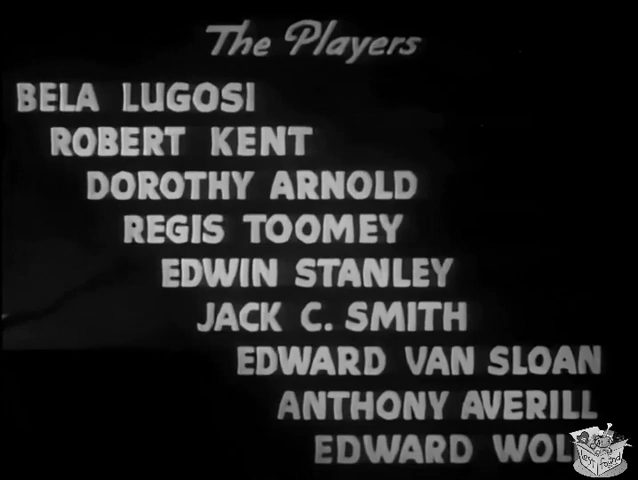 The Players
BELA LUGOSI
ROBERT KENT
DOROTHY ARNOLD
REGIS TOOMEY
EDWIN STANLEY
JACK C. SMITH
EDWARD VAN SLOAN
ANTHONY AVERILL
EDWARD WOL